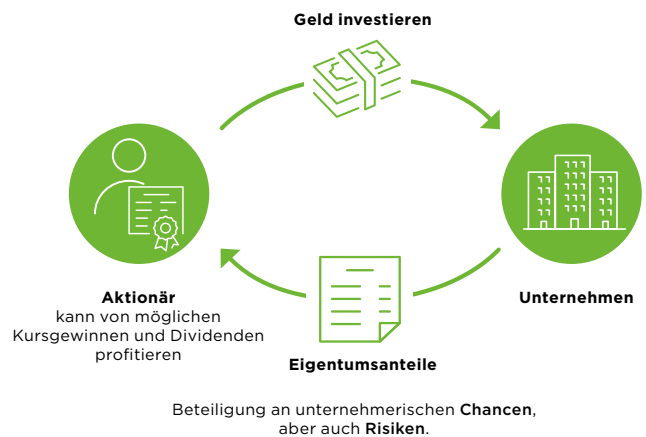 Geld investieren
Aktionär
kann von möglichen
Kursgewinnen und Dividenden
profitieren
Unternehmen
Eigentumsanteile
Beteiligung an unternehmerischen Chancen,
aber auch Risiken.